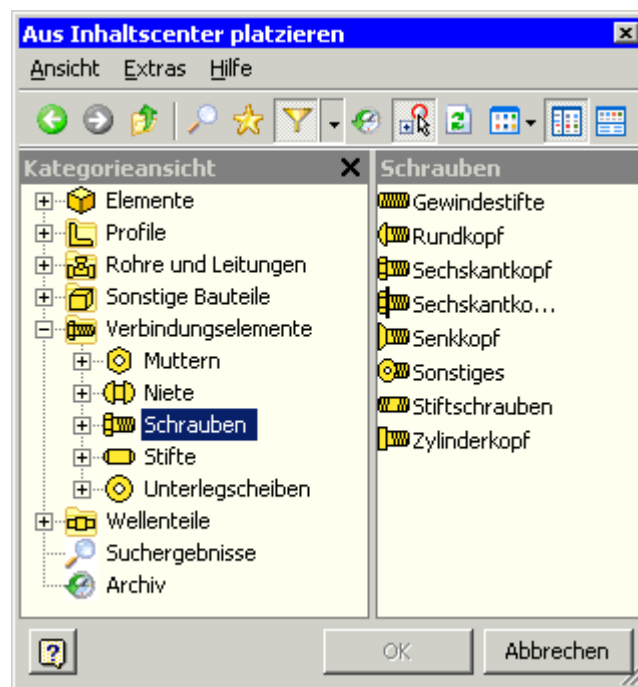 Aus Inhaltscenter platzieren
Ansicht Extras Hilfe
Kategorieansicht
Elemente
Profile
Rohre und Leitungen
Sonstige Bauteile
Verbindungselemente
Muttern
Niete
Schrauben
Stifte
Unterlegscheiben
Wellenteile
Suchergebnisse
Archiv
Schrauben
Gewindestifte
Rundkopf
Sechskantkopf
Sechskantko...
Senkkopf
Sonstiges
Stiftschrauben
Zylinderkopf
OK Abbrechen